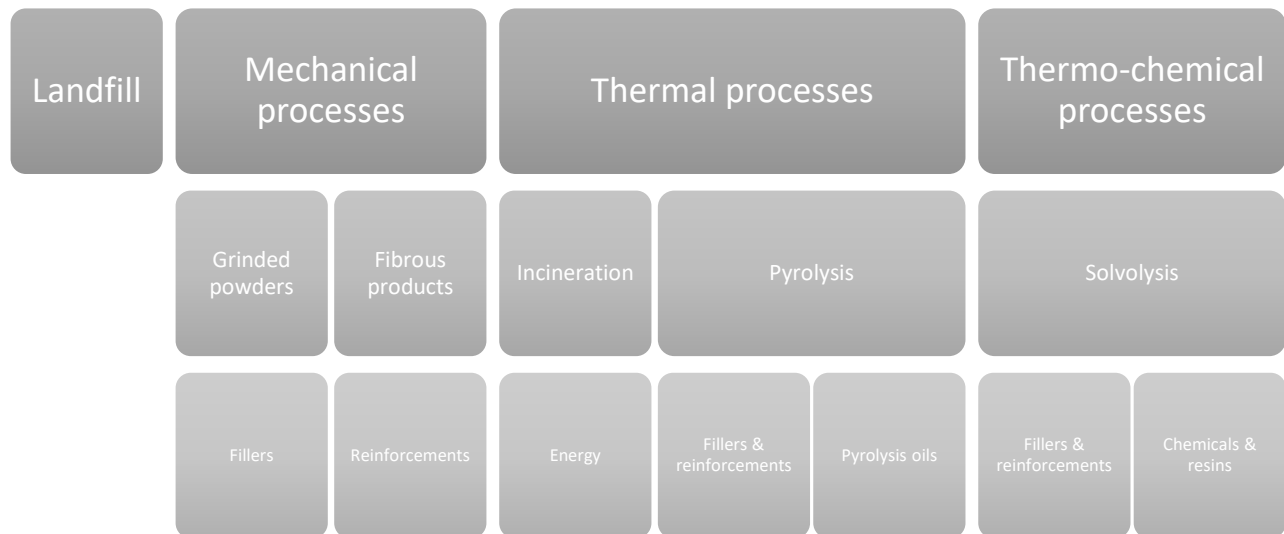 Landfill
Mechanical
processes
Thermal processes
Thermo-chemical
processes
Grinded
powders
Fibrous
products
Incineration
Pyrolysis
Solvolysis
Fillers
Reinforcements
Energy
Fillers &
reinforcements
Pyrolysis oils
Fillers &
reinforcements
Chemicals &
resins